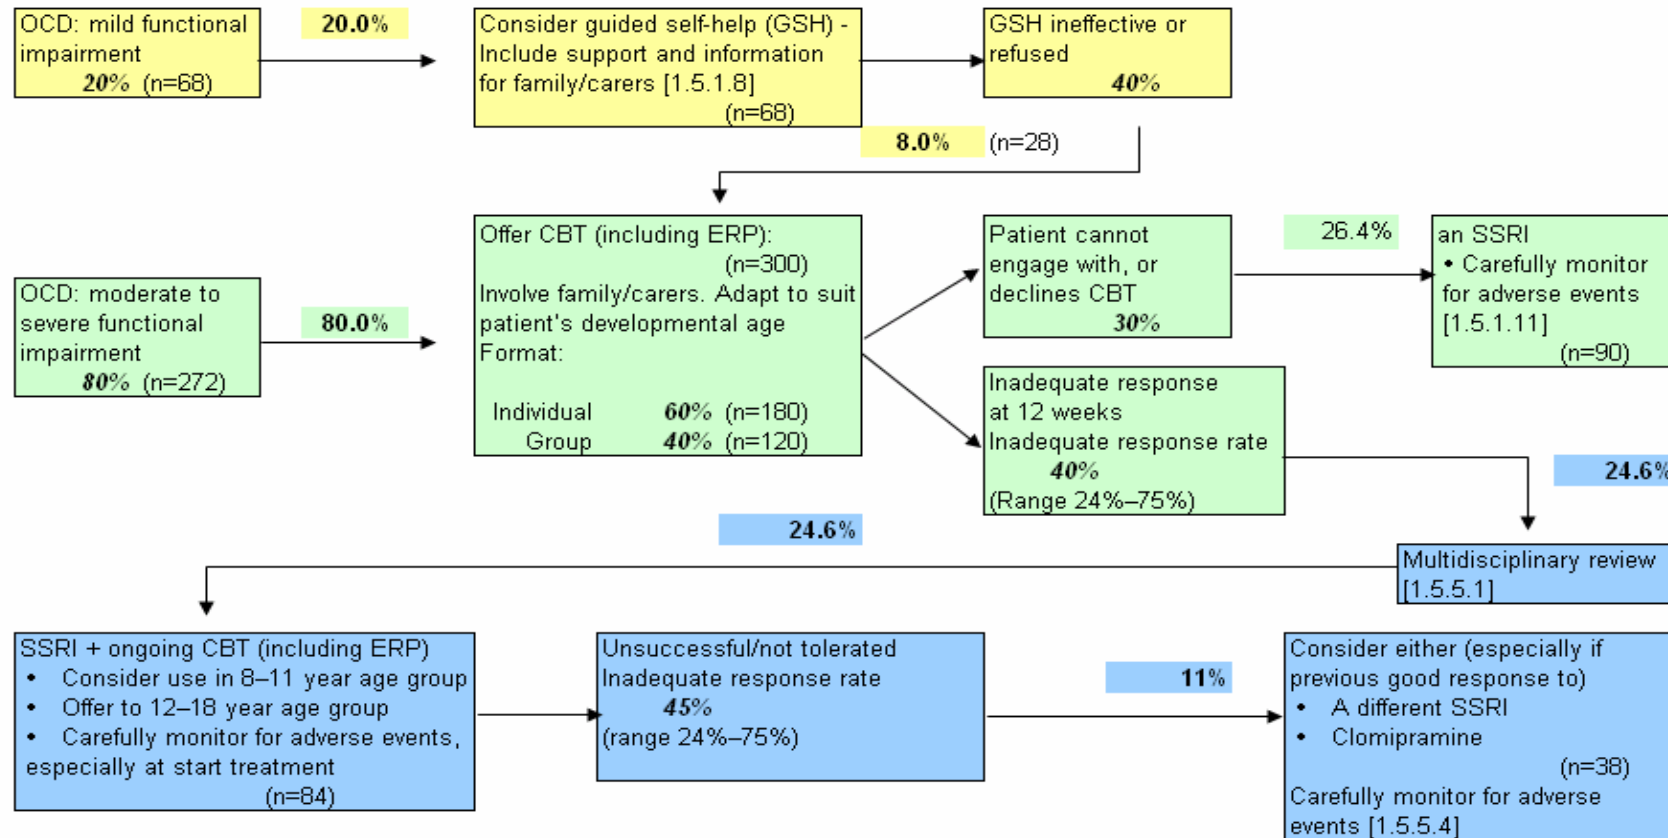 OCD: mild functional
impairment
20% (n=68)
20.0%
Consider guided self-help (GSH) -
Include support and information
for family/carers [1.5.1.8]
(n=68)
GSH ineffective or
refused
40%
8.0% (n=28)
OCD: moderate to
severe functional
impairment
80% (n=272)
80.0%
Offer CBT (including ERP):
(n=300)
Involve family/carers. Adapt to suit
patient's developmental age
Format:
Individual 60% (n=180)
Group 40% (n=120)
Patient cannot
engage with, or
declines CBT
30%
26.4%
an SSRI
• Carefully monitor
for adverse events
[1.5.1.11]
(n=90)
Inadequate response
at 12 weeks
Inadequate response rate
40%
(Range 24%–75%)
24.6%
24.6%
Multidisciplinary review
[1.5.5.1]
SSRI + ongoing CBT (including ERP)
• Consider use in 8–11 year age group
• Offer to 12–18 year age group
• Carefully monitor for adverse events,
especially at start treatment
(n=84)
Unsuccessful/not tolerated
Inadequate response rate
45%
(range 24%–75%)
11%
Consider either (especially if
previous good response to)
• A different SSRI
• Clomipramine
(n=38)
Carefully monitor for adverse
events [1.5.5.4]